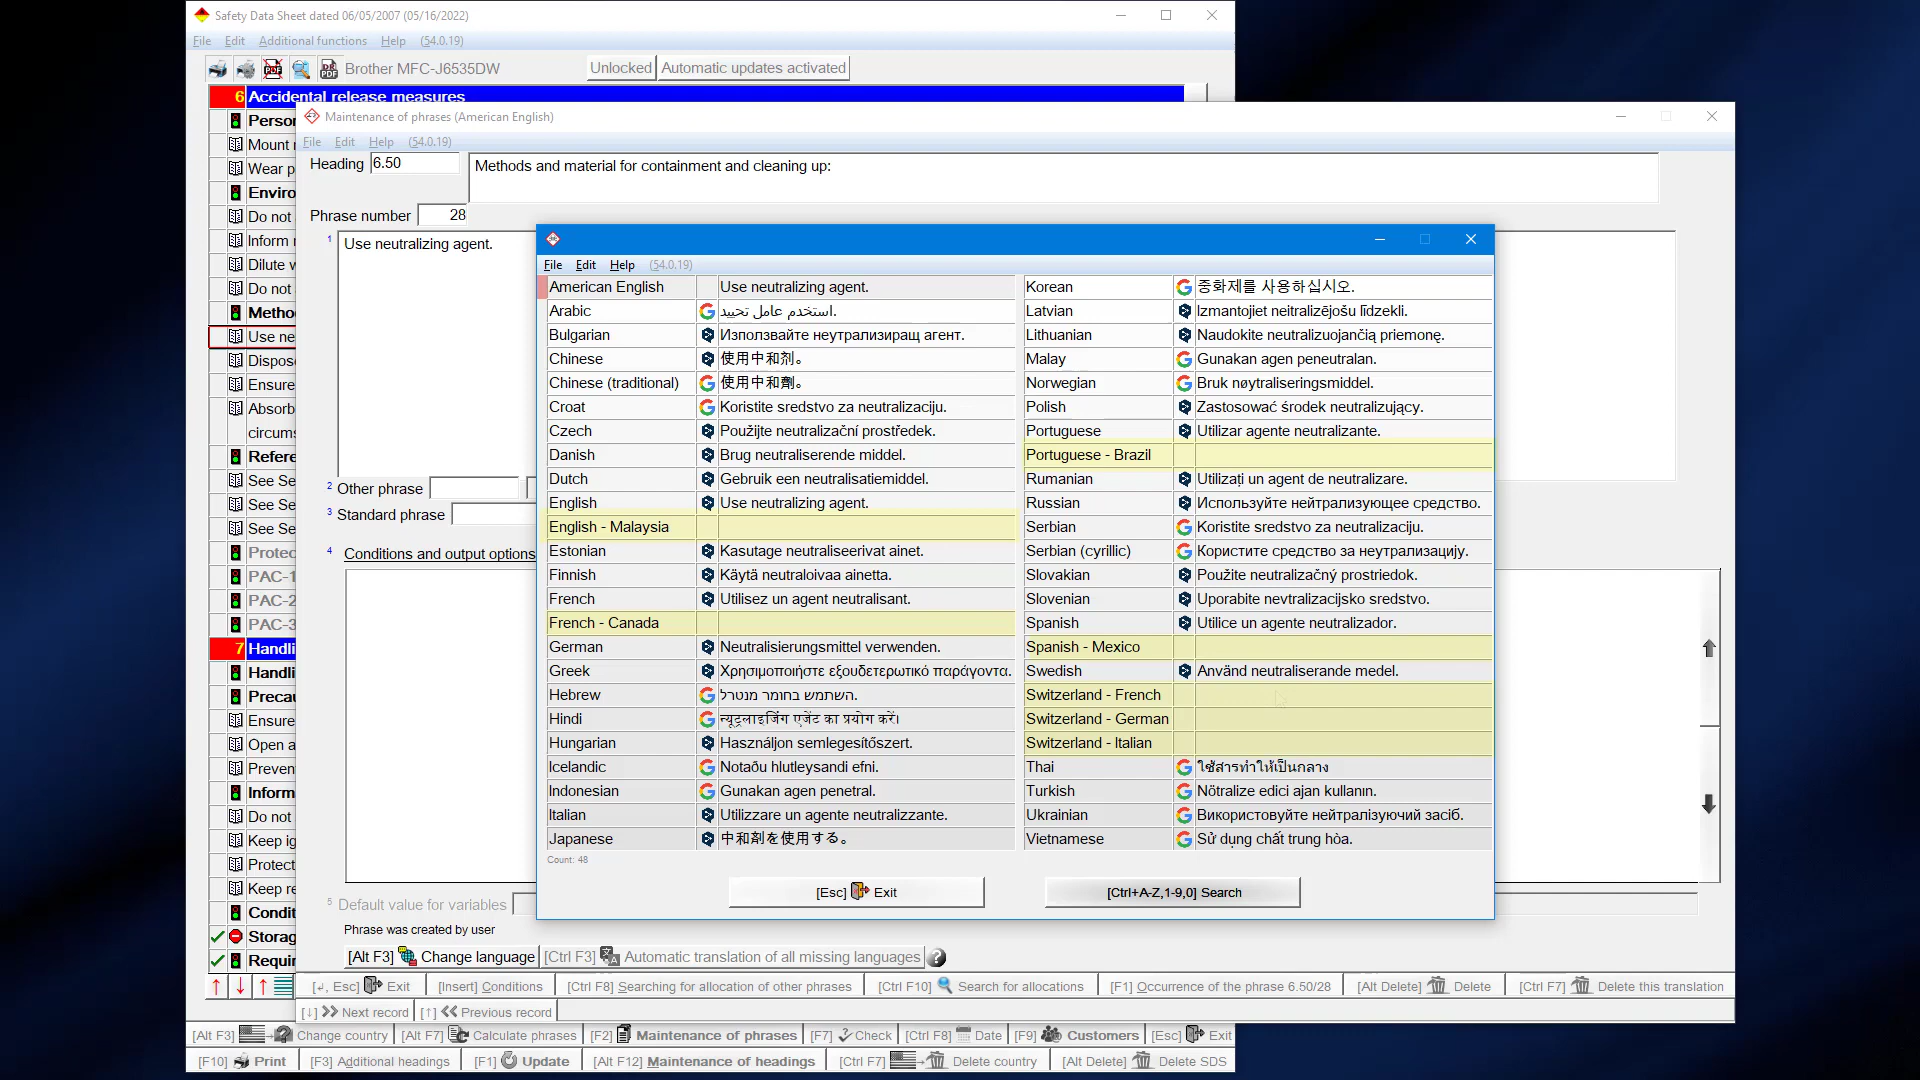 Safety Data Sheet dated 06/05/2007 (05/16/2022)
File Edit Additional functions Help (54.0.19)
Brother MFC-J6535DW Unlocked Automatic updates activated
6 Accidental release measures
Person
Mount
Wear p
Enviro
Do not
Inform
Dilute w
Do not
Metho
Use ne
Dispos
Ensure
Absorb
circums
Refere
See Se
See Se
See Se
Protec
PAC-1
PAC-2
PAC-3
7 Handli
Handli
Precau
Ensure
Open a
Preven
Inform
Do not
Keep ig
Protect
Keep re
Condit
Storag
Requir
Maintenance of phrases (American English)
File Edit Help (54.0.19)
Heading 6.50 Methods and material for containment and cleaning up:
Phrase number 28
1 Use neutralizing agent.
2 Other phrase
3 Standard phrase
4 Conditions and output options
5 Default value for variables
Phrase was created by user
[Alt F3] Change language [Ctrl F3] Automatic translation of all missing languages ?
File Edit Help (54.0.19)
American English Use neutralizing agent.
Arabic استخدم عامل تحييد.
Bulgarian Използвайте неутрализиращ агент.
Chinese 使用中和剂。
Chinese (traditional) 使用中和劑。
Croat Koristite sredstvo za neutralizaciju.
Czech Použijte neutralizační prostředek.
Danish Brug neutraliserende middel.
Dutch Gebruik een neutralisatiemiddel.
English Use neutralizing agent.
English - Malaysia
Estonian Kasutage neutraliseerivat ainet.
Finnish Käytä neutraloivaa ainetta.
French Utilisez un agent neutralisant.
French - Canada
German Neutralisierungsmittel verwenden.
Greek Χρησιμοποιήστε εξουδετερωτικό παράγοντα.
Hebrew השתמש בחומר מנטרל.
Hindi न्यूट्रलाइजिंग एजेंट का प्रयोग करें।
Hungarian Használjon semlegesítőszert.
Icelandic Notaðu hlutleysandi efni.
Indonesian Gunakan agen penetral.
Italian Utilizzare un agente neutralizzante.
Japanese 中和剤を使用する。
Korean 중화제를 사용하십시오.
Latvian Izmantojiet neitralizējošu līdzekli.
Lithuanian Naudokite neutralizuojančią priemonę.
Malay Gunakan agen peneutralan.
Norwegian Bruk nøytraliseringsmiddel.
Polish Zastosować środek neutralizujący.
Portuguese Utilizar agente neutralizante.
Portuguese - Brazil
Rumanian Utilizați un agent de neutralizare.
Russian Используйте нейтрализующее средство.
Serbian Koristite sredstvo za neutralizaciju.
Serbian (cyrillic) Користите средство за неутрализацију.
Slovakian Použite neutralizačný prostriedok.
Slovenian Uporabite nevtralizacijsko sredstvo.
Spanish Utilice un agente neutralizador.
Spanish - Mexico
Swedish Använd neutraliserande medel.
Switzerland - French
Switzerland - German
Switzerland - Italian
Thai ใช้สารทำให้เป็นกลาง
Turkish Nötralize edici ajan kullanın.
Ukrainian Використовуйте нейтралізуючий засіб.
Vietnamese Sử dụng chất trung hòa.
Count: 48
[Esc] Exit [Ctrl+A-Z,1-9,0] Search
[↲, Esc] Exit [Insert] Conditions [Ctrl F8] Searching for allocation of other phrases [Ctrl F10] Search for allocations [F1] Occurrence of the phrase 6.50/28 [Alt Delete] Delete [Ctrl F7] Delete this translation
[↓] Next record [↑] Previous record
[Alt F3] Change country [Alt F7] Calculate phrases [F2] Maintenance of phrases [F7] Check [Ctrl F8] Date [F9] Customers [Esc] Exit
[F10] Print [F3] Additional headings [F1] Update [Alt F12] Maintenance of headings [Ctrl F7] Delete country [Alt Delete] Delete SDS